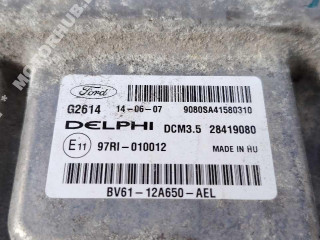 Ford
G2614 14-06-07 9080SA41580310
DELPHI DCM3.5 28419080
E11 97RI-010012 MADE IN HU
BV61-12A650-AEL